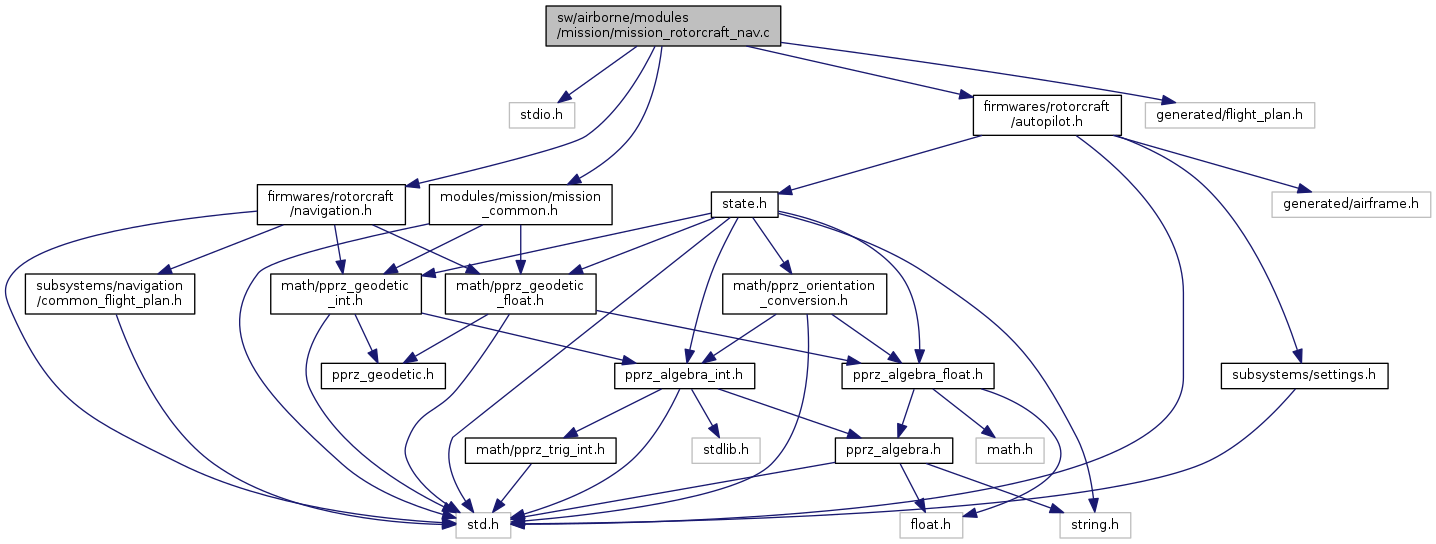 sw/airborne/modules
/mission/mission_rotorcraft_nav.c
stdio.h
firmwares/rotorcraft
/autopilot.h
generated/flight_plan.h
firmwares/rotorcraft
/navigation.h
modules/mission/mission
_common.h
state.h
generated/airframe.h
subsystems/navigation
/common_flight_plan.h
math/pprz_geodetic
_int.h
math/pprz_geodetic
_float.h
math/pprz_orientation
_conversion.h
pprz_geodetic.h
pprz_algebra_int.h
pprz_algebra_float.h
subsystems/settings.h
math/pprz_trig_int.h
stdlib.h
pprz_algebra.h
math.h
std.h
float.h
string.h